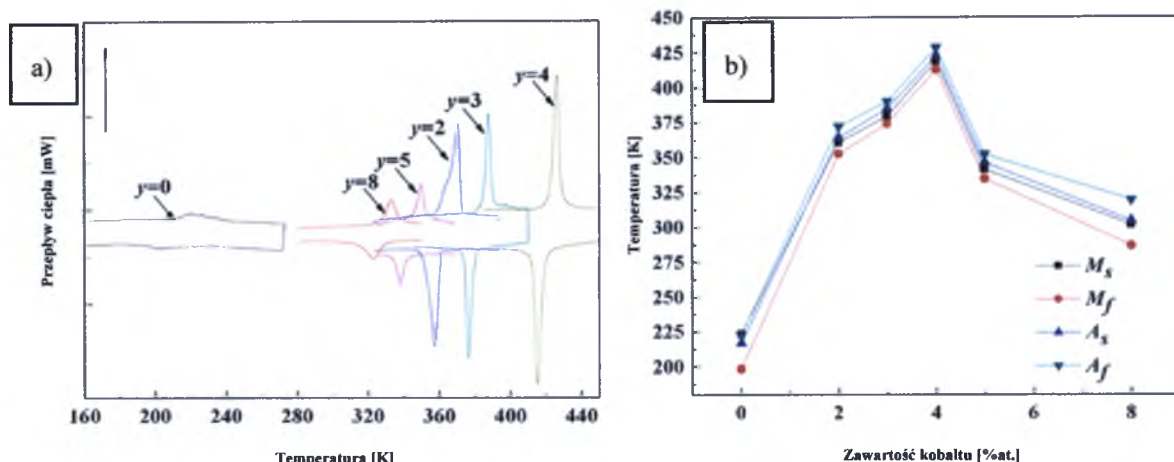 a)
y=4
y=3
y=2
y=5
y=8
y=0
Przepływ ciepła [mW]
160 200 240 280 320 360 400 440
Temperatura [K]
b)
450
425
400
375
350
325
300
275
250
225
200
Temperatura [K]
Ms
Mf
As
Af
0 2 4 6 8
Zawartość kobaltu [%at.]